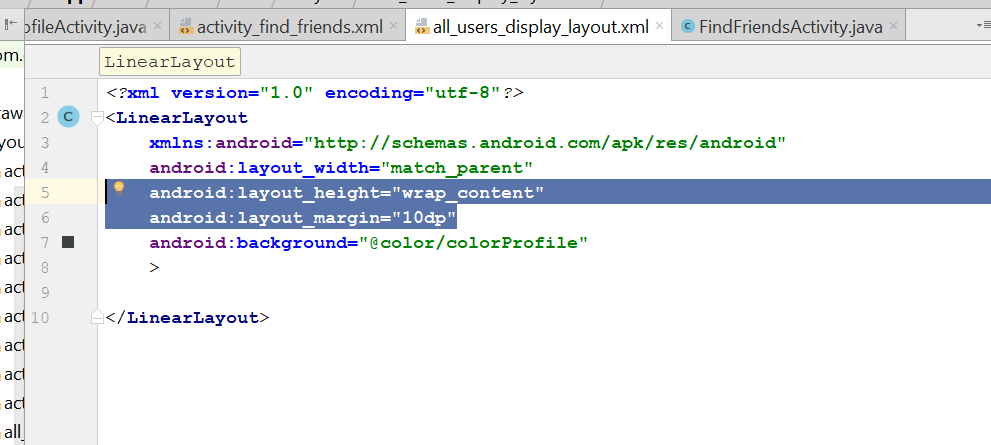 ofileActivity.java × activity_find_friends.xml × all_users_display_layout.xml × C FindFriendsActivity.java ×
LinearLayout
1 <?xml version="1.0" encoding="utf-8"?>
2 C <LinearLayout
3 xmlns:android="http://schemas.android.com/apk/res/android"
4 android:layout_width="match_parent"
5 android:layout_height="wrap_content"
6 android:layout_margin="10dp"
7 android:background="@color/colorProfile"
8 >
9
10 </LinearLayout>
om.
raw
you
act
act
act
act
act
act
act
act
act
all_